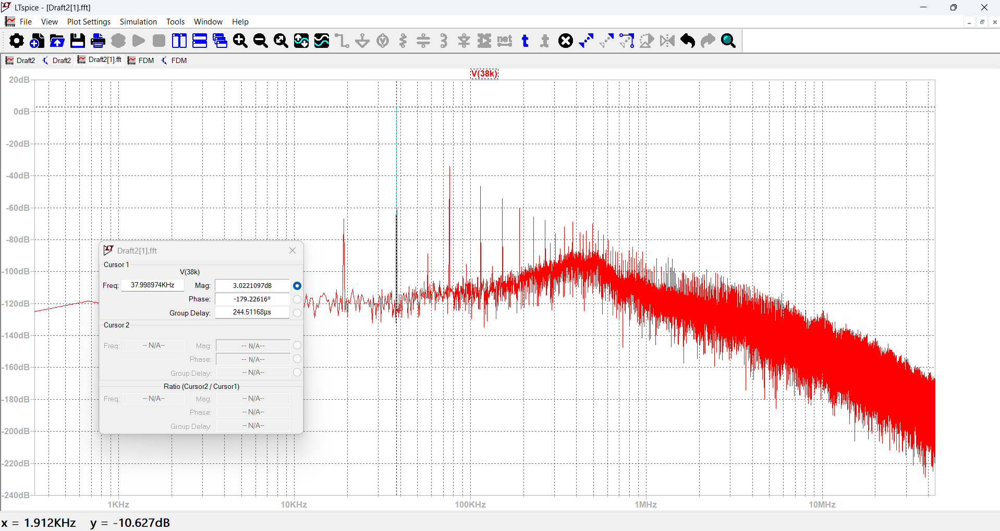 LTspice - [Draft2[1].fft]
File View Plot Settings Simulation Tools Window Help
net t .t
Draft2 Draft2 Draft2[1].fft FDM FDM
V(38k)
20dB
0dB
-20dB
-40dB
-60dB
-80dB
-100dB
-120dB
-140dB
-160dB
-180dB
-200dB
-220dB
-240dB
Draft2[1].fft
Cursor 1
V(38k)
Freq: 37.998974KHz Mag: 3.0221097dB
Phase: -179.22616º
Group Delay: 244.51168µs
Cursor 2
Freq: -- N/A-- Mag: -- N/A--
Phase: -- N/A--
Group Delay: -- N/A--
Ratio (Cursor2 / Cursor1)
Freq: -- N/A-- Mag: -- N/A--
Phase: -- N/A--
Group Delay: -- N/A--
1KHz 10KHz 100KHz 1MHz 10MHz
x = 1.912KHz y = -10.627dB